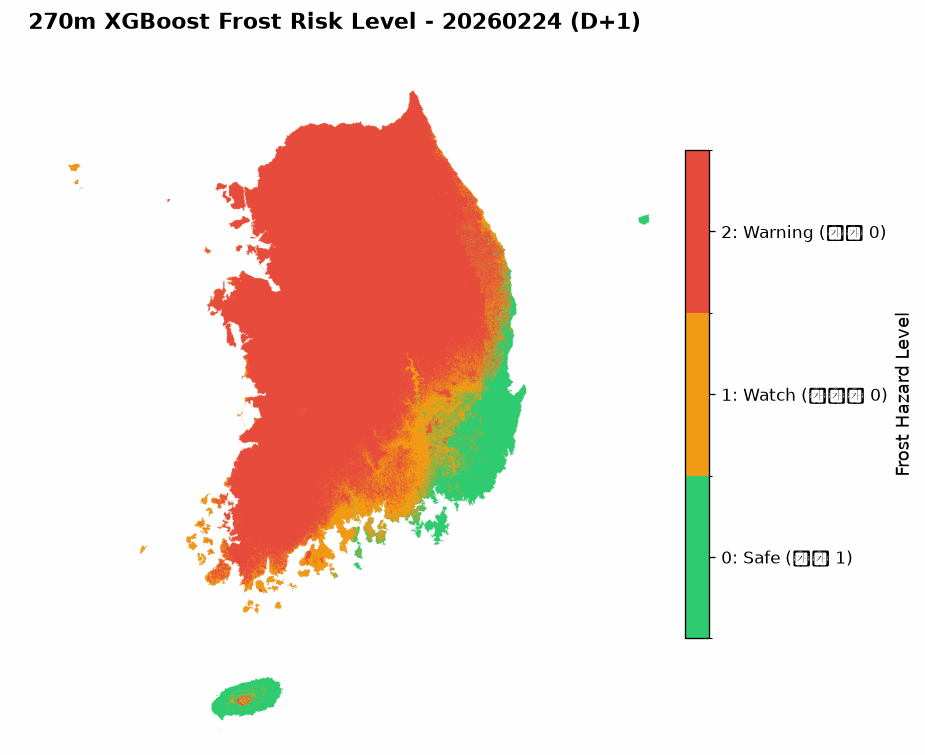 270m XGBoost Frost Risk Level - 20260224 (D+1)
2: Warning (□□ 0)
1: Watch (□□□ 0)
0: Safe (□□ 1)
Frost Hazard Level